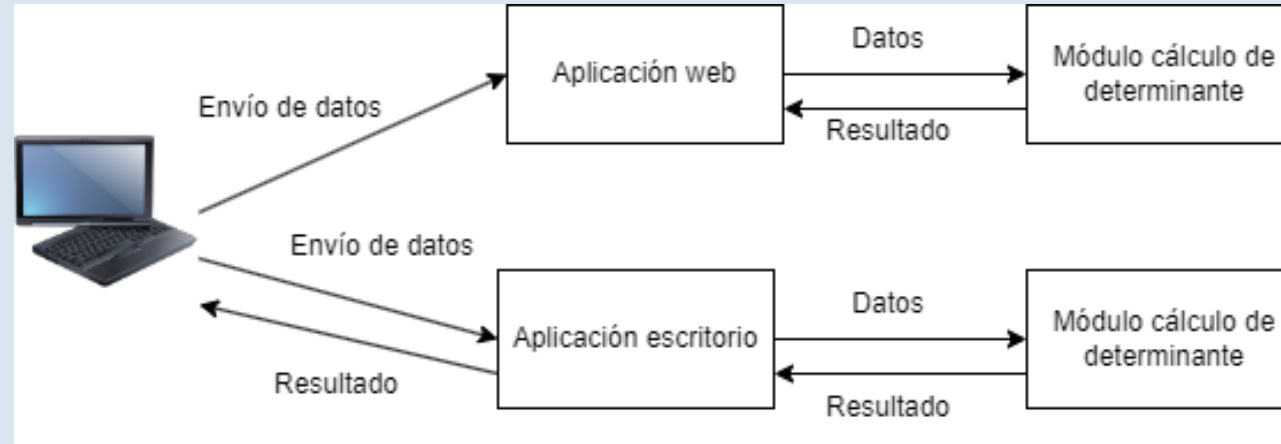 Datos
Aplicación web
Módulo cálculo de
determinante
Envío de datos
Resultado
Envío de datos
Datos
Aplicación escritorio
Módulo cálculo de
determinante
Resultado
Resultado